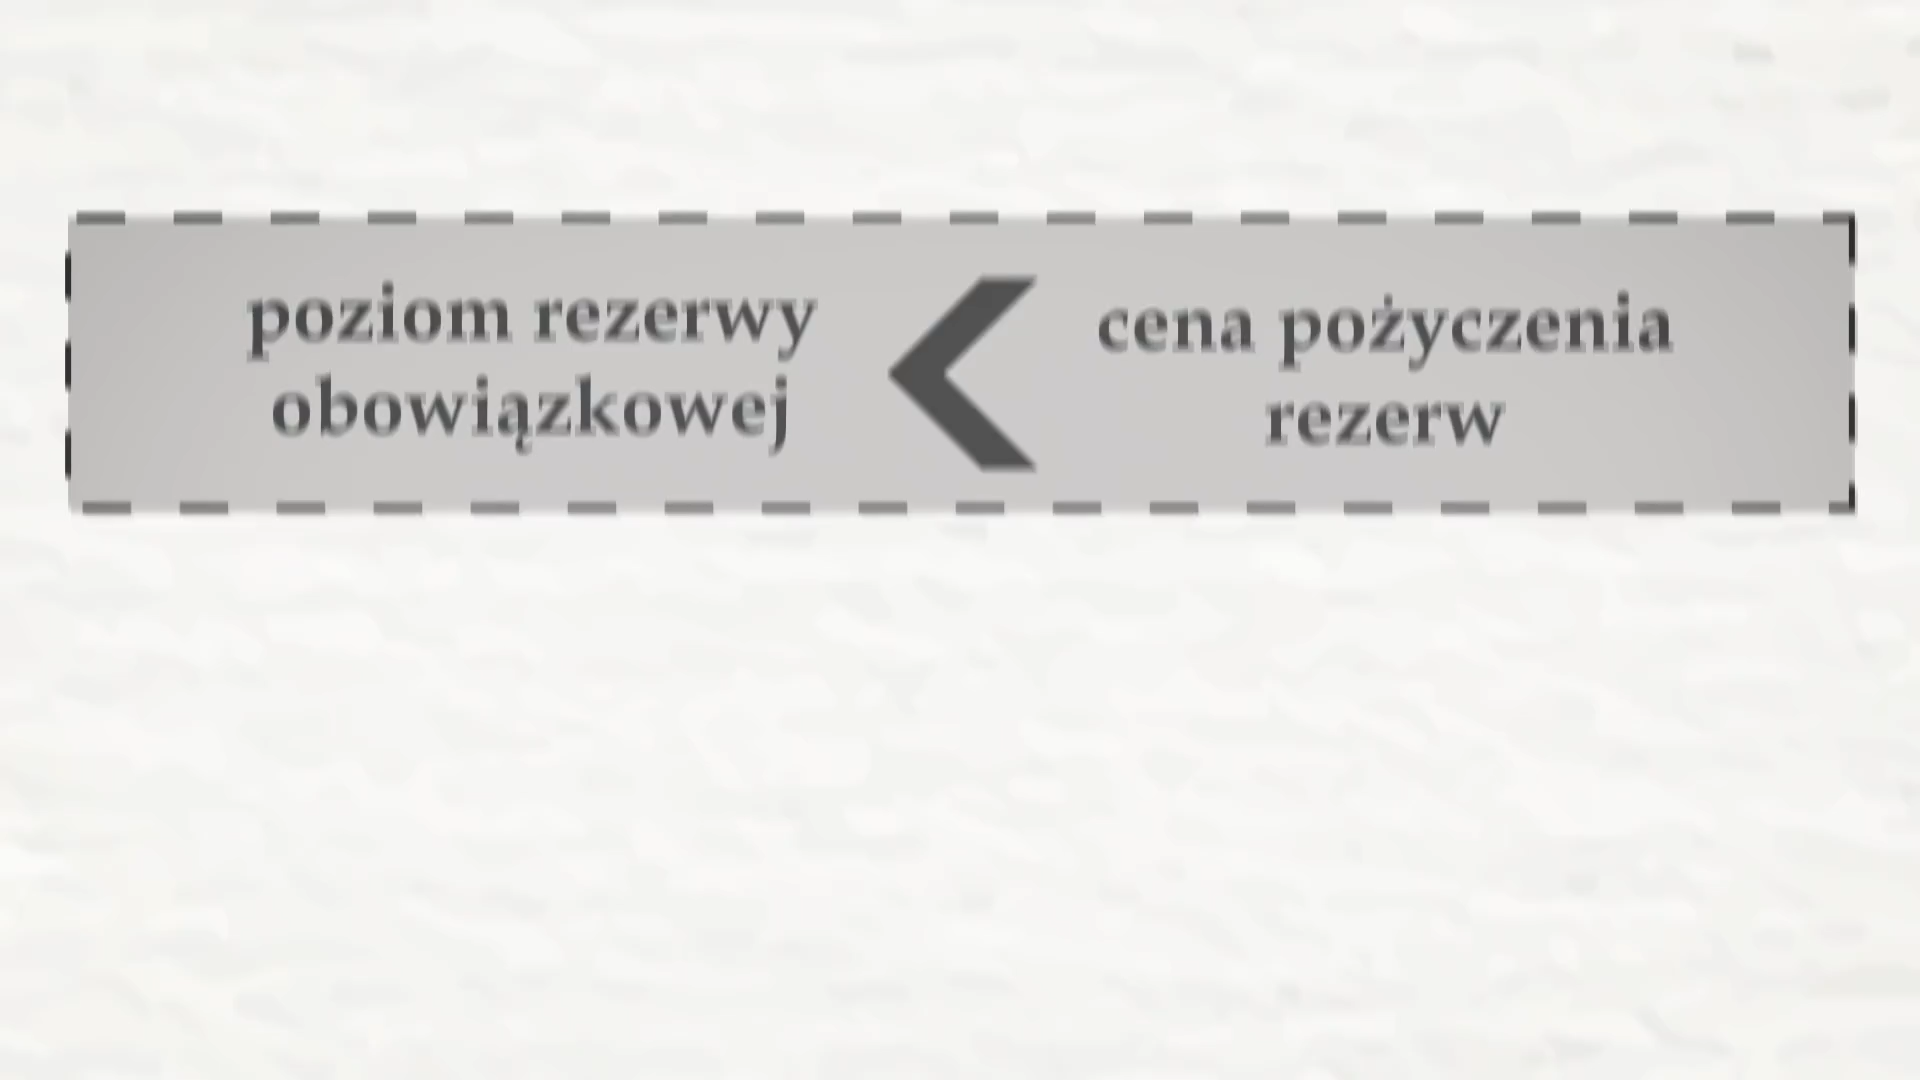 poziom rezerwy
obowiązkowej
<
cena pożyczenia
rezerw